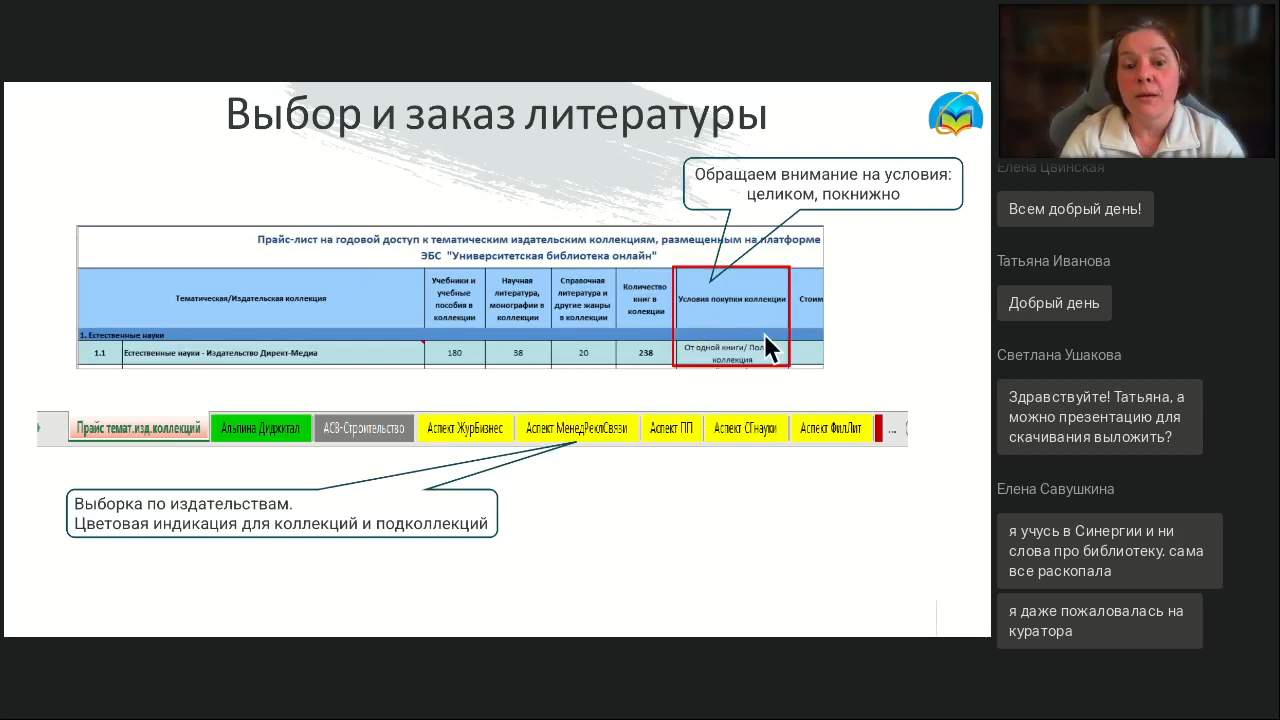 Выбор и заказ литературы
Обращаем внимание на условия:
целиком, покнижно
Прайс-лист на годовой доступ к тематическим издательским коллекциям, размещенным на платформе
ЭБС "Университетская библиотека онлайн"
Тематическая/Издательская коллекция
Учебники и
учебные
пособия в
коллекции
Научная
литература,
монографии в
коллекции
Справочная
литература и
другие жанры
в коллекции
Количество
книг в
колекции
Условия покупки коллекции
Стоим
1. Естественные науки
1.1 Естественные науки - Издательство Директ-Медиа 180 38 20 238
От одной книги/
коллекция
Прайс темат.изд.коллекций Альпина Диджитал АСВ-Строительство Аспект ЖурБизнес Аспект МенедРеклСвязи Аспект ПП Аспект СГнауки Аспект ФилЛит ...
Выборка по издательствам.
Цветовая индикация для коллекций и подколлекций
Елена Цвинская
Всем добрый день!
Татьяна Иванова
Добрый день
Светлана Ушакова
Здравствуйте! Татьяна, а
можно презентацию для
скачивания выложить?
Елена Савушкина
я учусь в Синергии и ни
слова про библиотеку. сама
все раскопала
я даже пожаловалась на
куратора